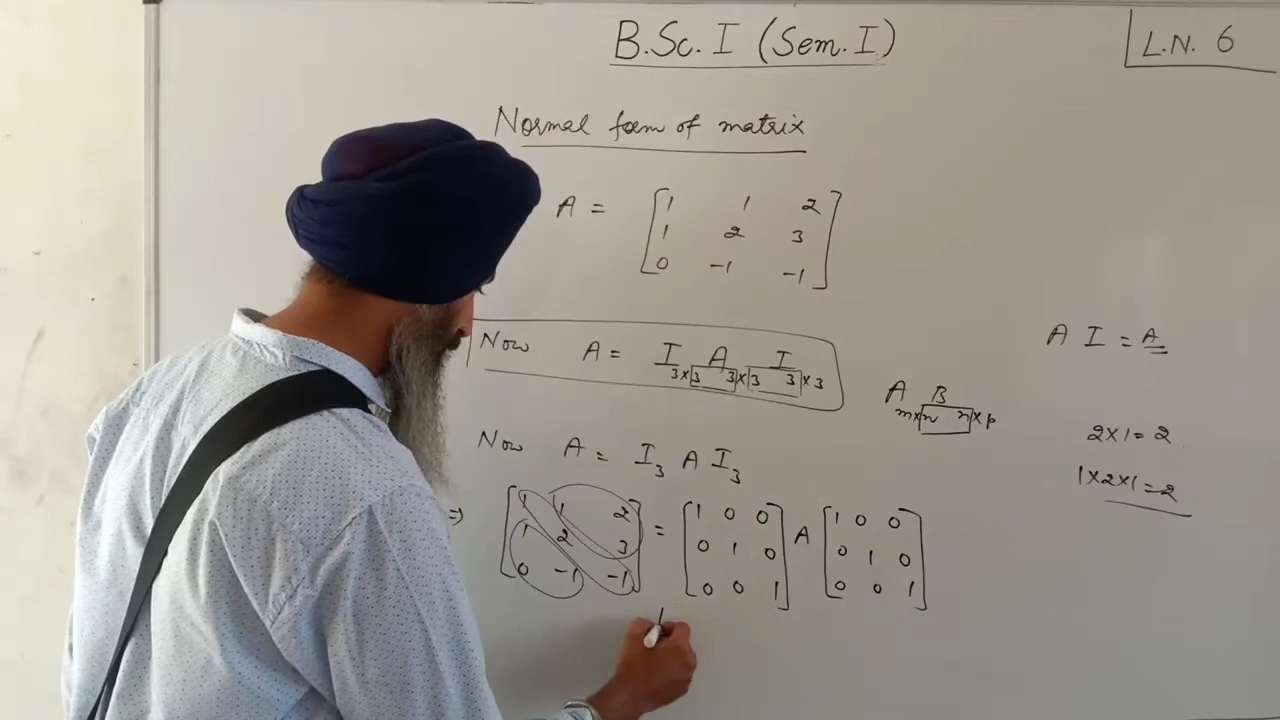 B.Sc. I (Sem. I)
L.N. 6
Normal form of matrix
A = [1 1 2
1 2 3
0 -1 -1]
Now A = I3×3 A3×3 I3×3
A I = A
A m×n B n×p
2×1=2
1×2×1=2
Now A = I3 A I3
⇒ [1 1 2 = [1 0 0 A [1 0 0
1 2 3 0 1 0 0 1 0
0 -1 -1] 0 0 1] 0 0 1]